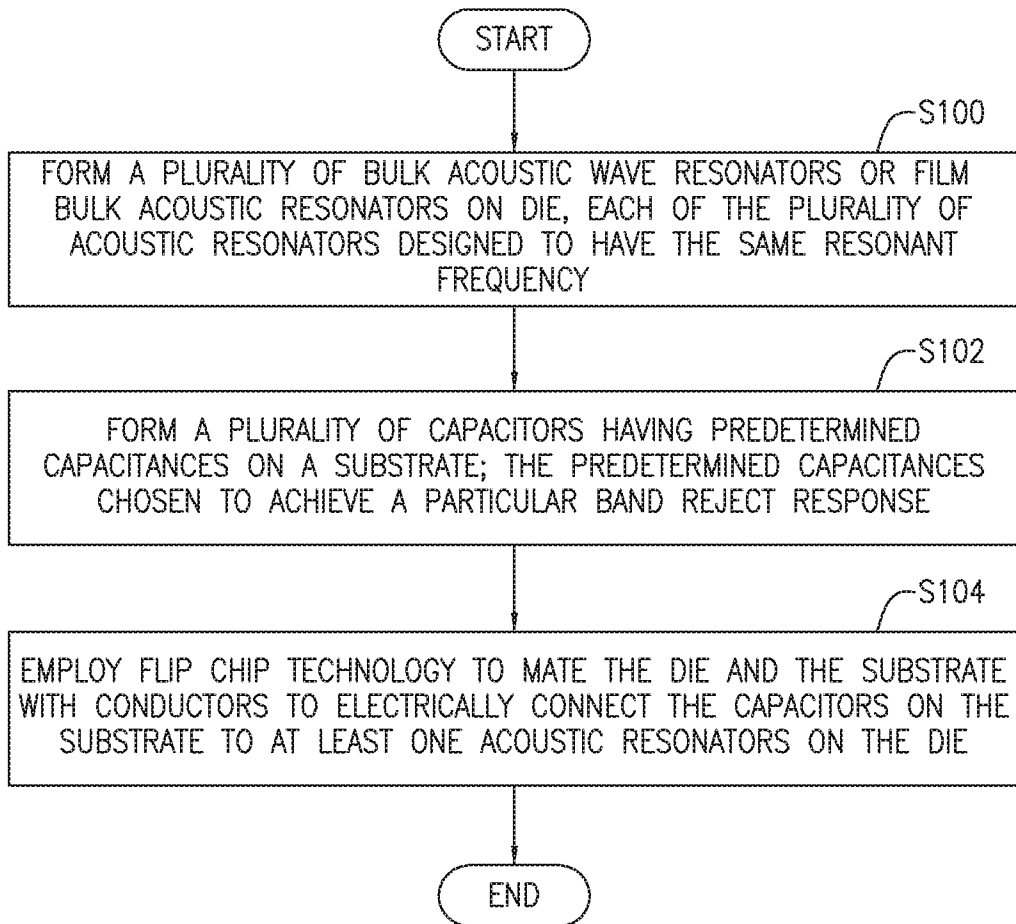 START
S100
FORM A PLURALITY OF BULK ACOUSTIC WAVE RESONATORS OR FILM
BULK ACOUSTIC RESONATORS ON DIE, EACH OF THE PLURALITY OF
ACOUSTIC RESONATORS DESIGNED TO HAVE THE SAME RESONANT
FREQUENCY
S102
FORM A PLURALITY OF CAPACITORS HAVING PREDETERMINED
CAPACITANCES ON A SUBSTRATE; THE PREDETERMINED CAPACITANCES
CHOSEN TO ACHIEVE A PARTICULAR BAND REJECT RESPONSE
S104
EMPLOY FLIP CHIP TECHNOLOGY TO MATE THE DIE AND THE SUBSTRATE
WITH CONDUCTORS TO ELECTRICALLY CONNECT THE CAPACITORS ON THE
SUBSTRATE TO AT LEAST ONE ACOUSTIC RESONATORS ON THE DIE
END